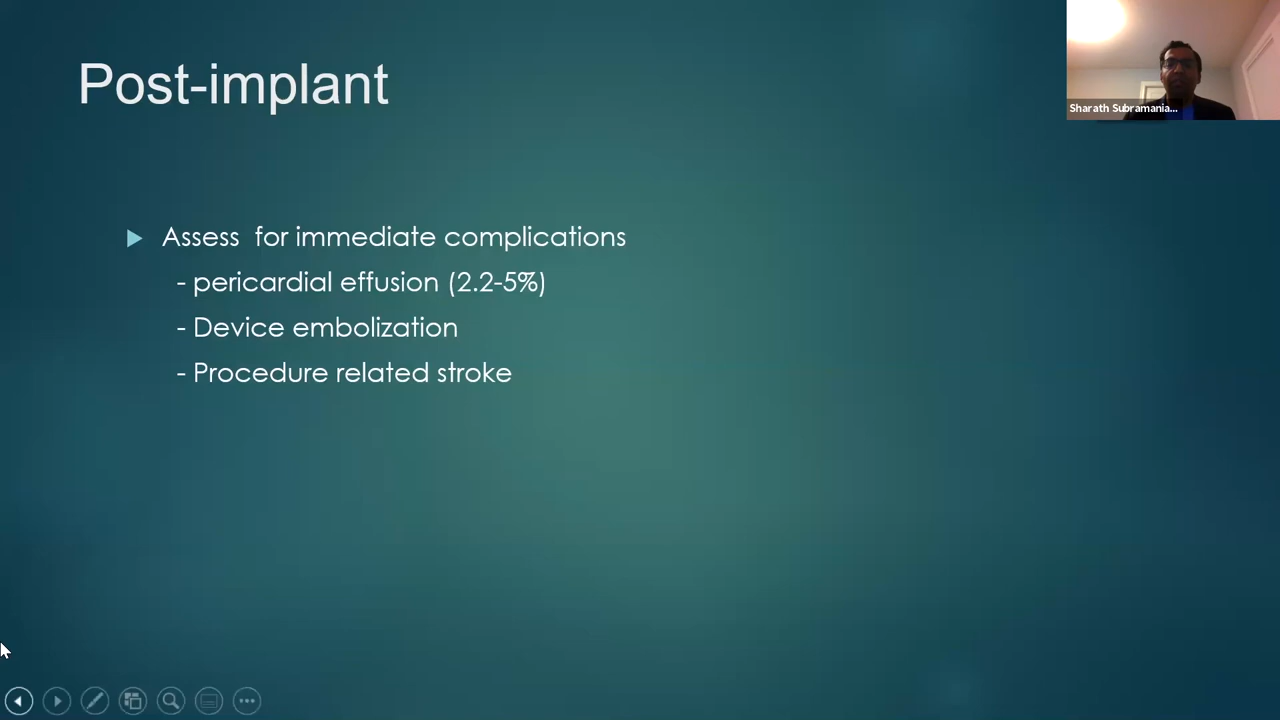 Post-implant
Sharath Subramania...
Assess for immediate complications
- pericardial effusion (2.2-5%)
- Device embolization
- Procedure related stroke